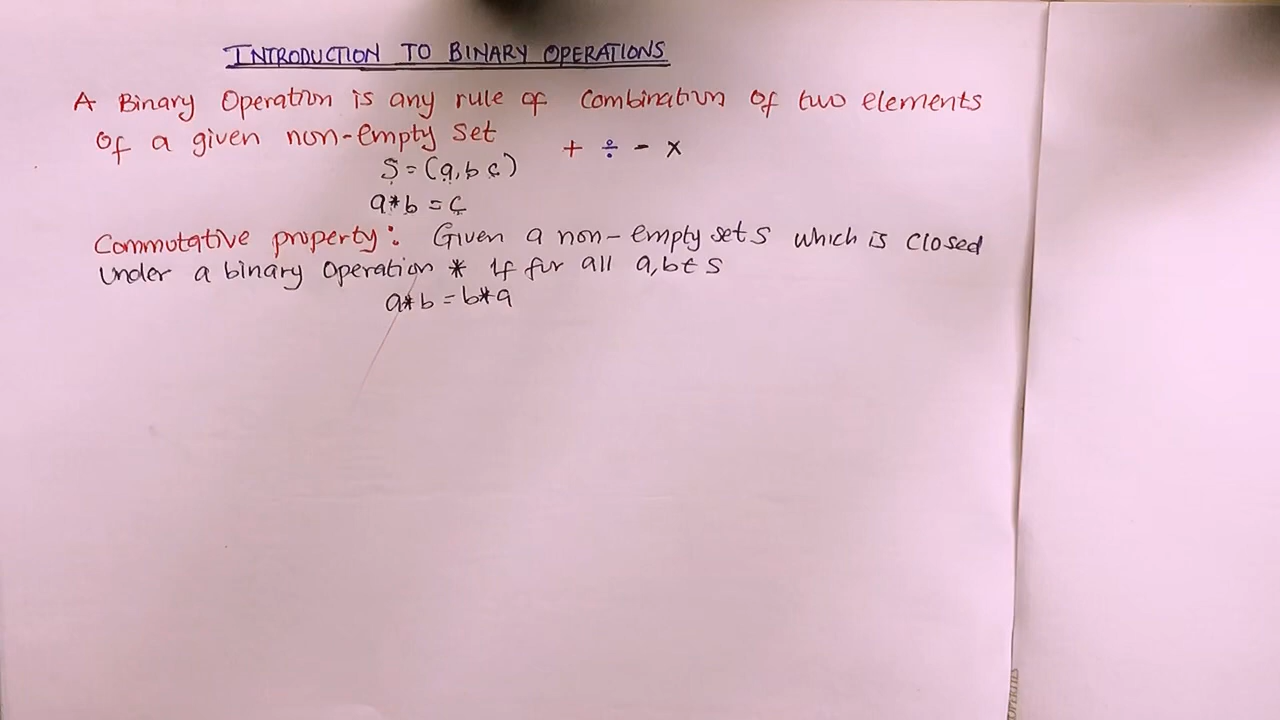 INTRODUCTION TO BINARY OPERATIONS
A Binary Operation is any rule of combination of two elements
of a given non-empty set
+ ÷ - x
S = (a, b c)
a*b = c
Commutative property: Given a non-empty set S which is closed
under a binary operation * if for all a, b ∈ S
a*b = b*a